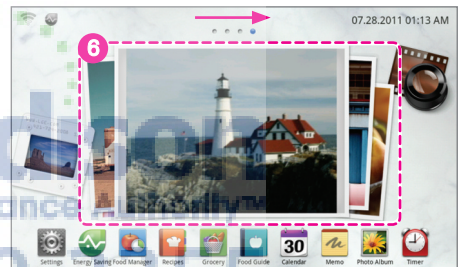 07.28.2011 01:13 AM
6
Settings Energy Saving Food Manager Recipes Grocery Food Guide Calendar Memo Photo Album Timer
30